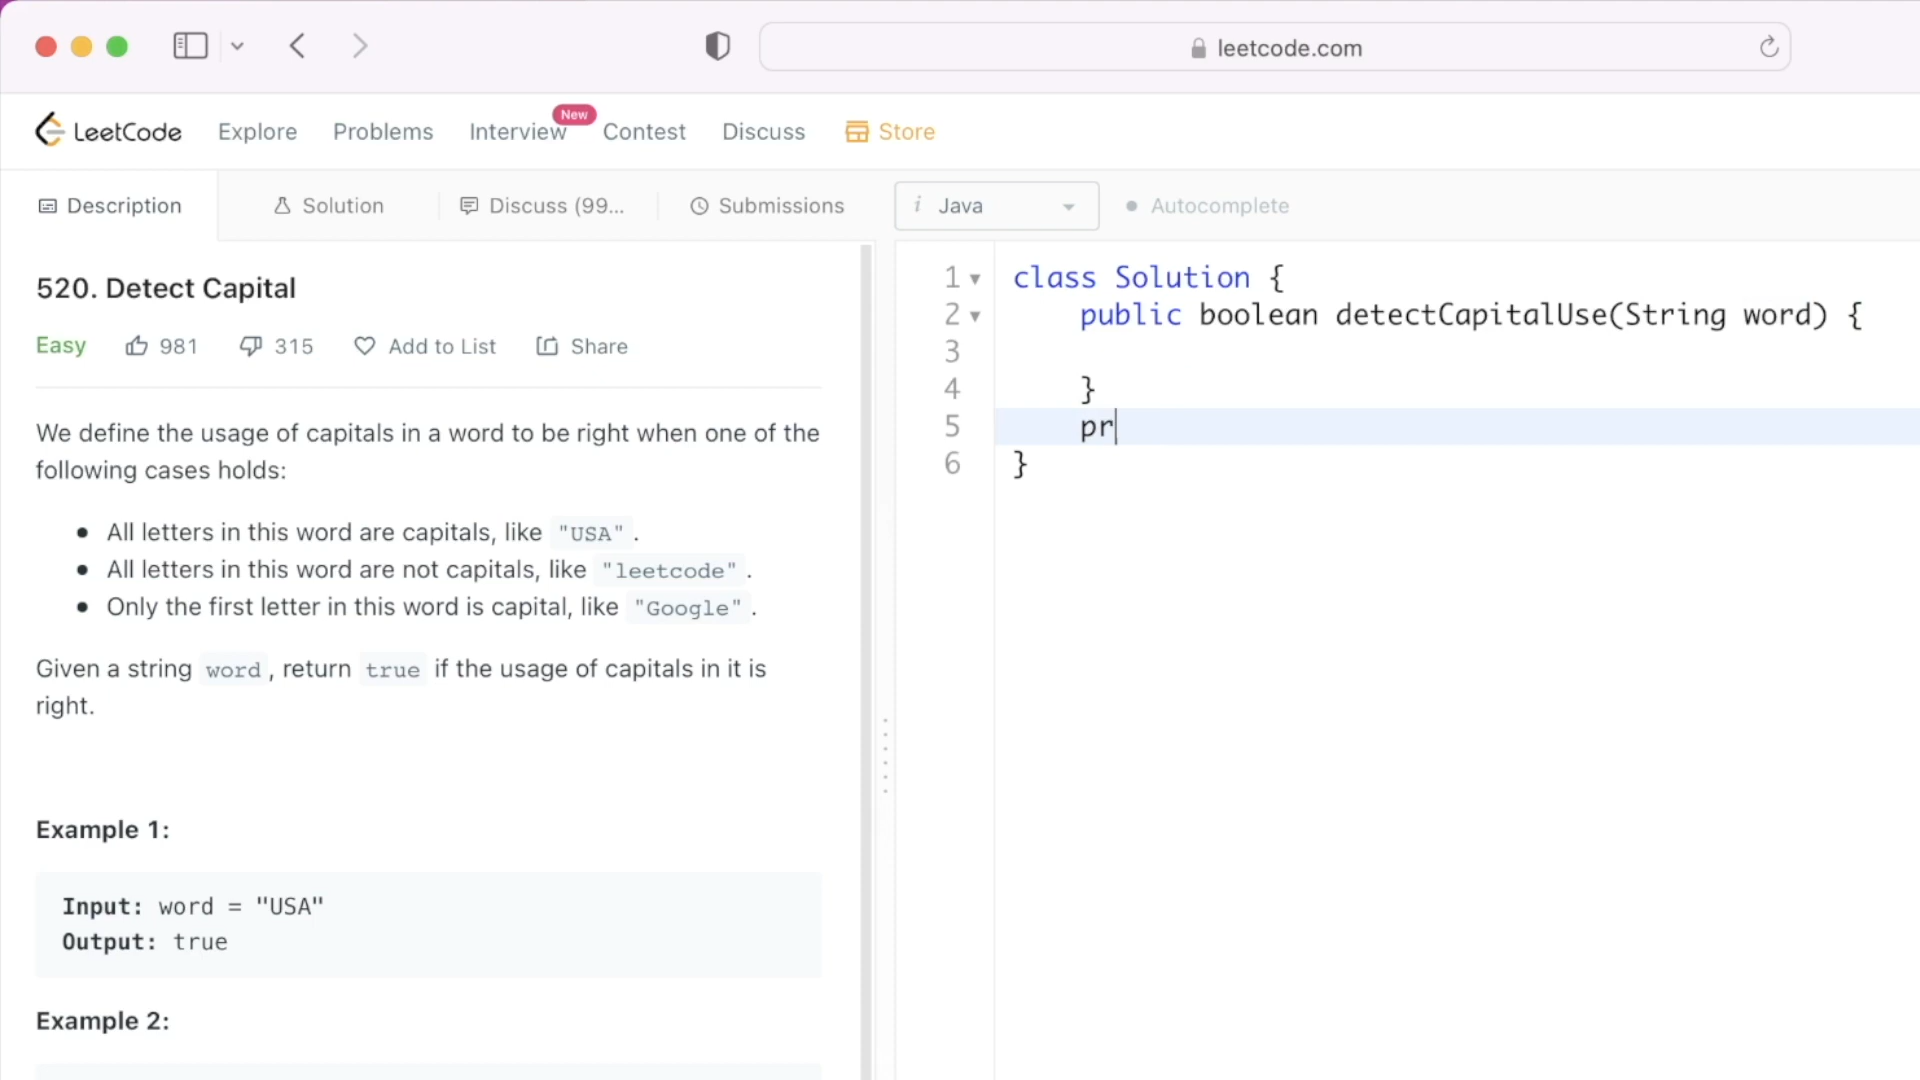 leetcode.com
LeetCode Explore Problems Interview New Contest Discuss Store
Description Solution Discuss (99... Submissions
i Java Autocomplete
520. Detect Capital
Easy 981 315 Add to List Share
We define the usage of capitals in a word to be right when one of the
following cases holds:
• All letters in this word are capitals, like "USA".
• All letters in this word are not capitals, like "leetcode".
• Only the first letter in this word is capital, like "Google".
Given a string word, return true if the usage of capitals in it is
right.
Example 1:
Input: word = "USA"
Output: true
Example 2:
1 class Solution {
2     public boolean detectCapitalUse(String word) {
3
4     }
5     pr
6 }